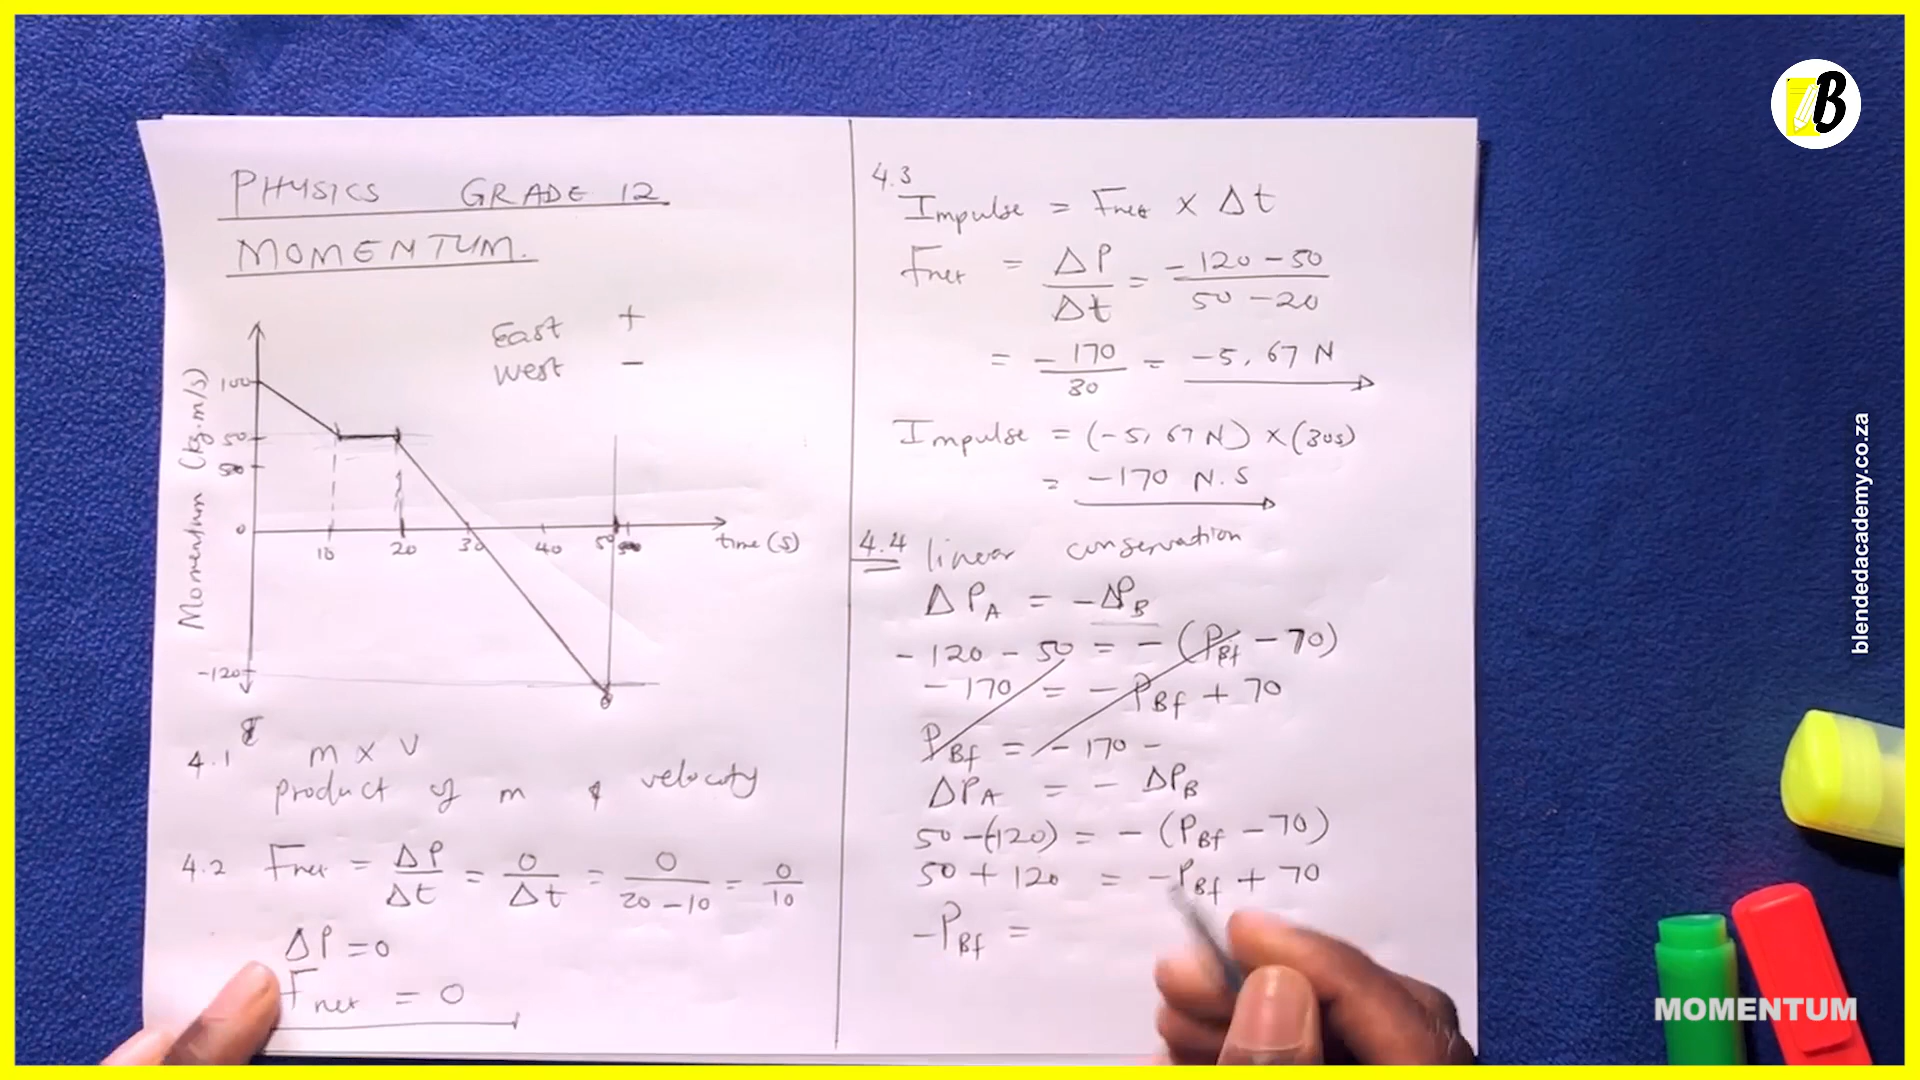 PHYSICS GRADE 12
MOMENTUM.
East +
West −
Momentum (kg.m/s)
100
50
0
-120
10 20 30 40 50
time (s)
4.1 m x v
product of m & velocity
4.2 Fnet = ΔP/Δt = 0/Δt = 0/20-10 = 0/10
ΔP = 0
Fnet = 0
4.3
Impulse = Fnet x Δt
Fnet = ΔP/Δt = -120-50/50-20
= -170/30 = -5,67 N
Impulse = (-5,67 N) x (30s)
= -170 N.S
4.4 linear conservation
ΔPA = -ΔPB
-120 - 50 = -(PBf - 70)
-170 = -PBf + 70
PBf = -170 -
ΔPA = - ΔPB
50-(-120) = -(PBf - 70)
50 + 120 = -PBf + 70
-PBf =
B
blendedacademy.co.za
MOMENTUM